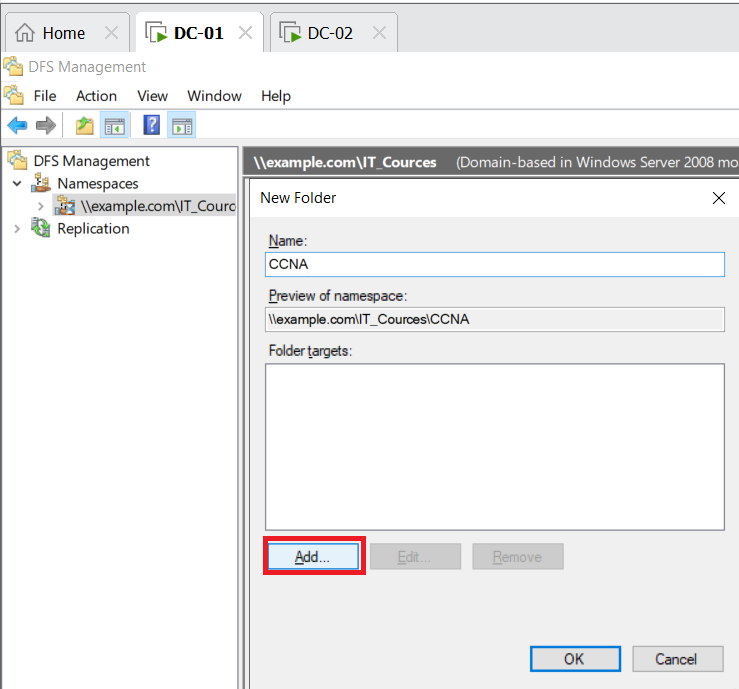 Home
DC-01
DC-02
DFS Management
File Action View Window Help
DFS Management
Namespaces
\\example.com\IT_Courc
Replication
\\example.com\IT_Cources (Domain-based in Windows Server 2008 mo
New Folder
Name:
CCNA
Preview of namespace:
\\example.com\IT_Cources\CCNA
Folder targets:
Add...
Edit...
Remove
OK
Cancel